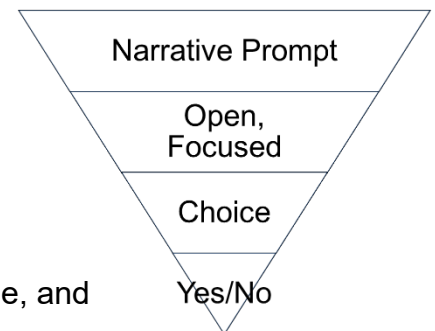 Narrative Prompt
Open,
Focused
Choice
e, and
Yes/No